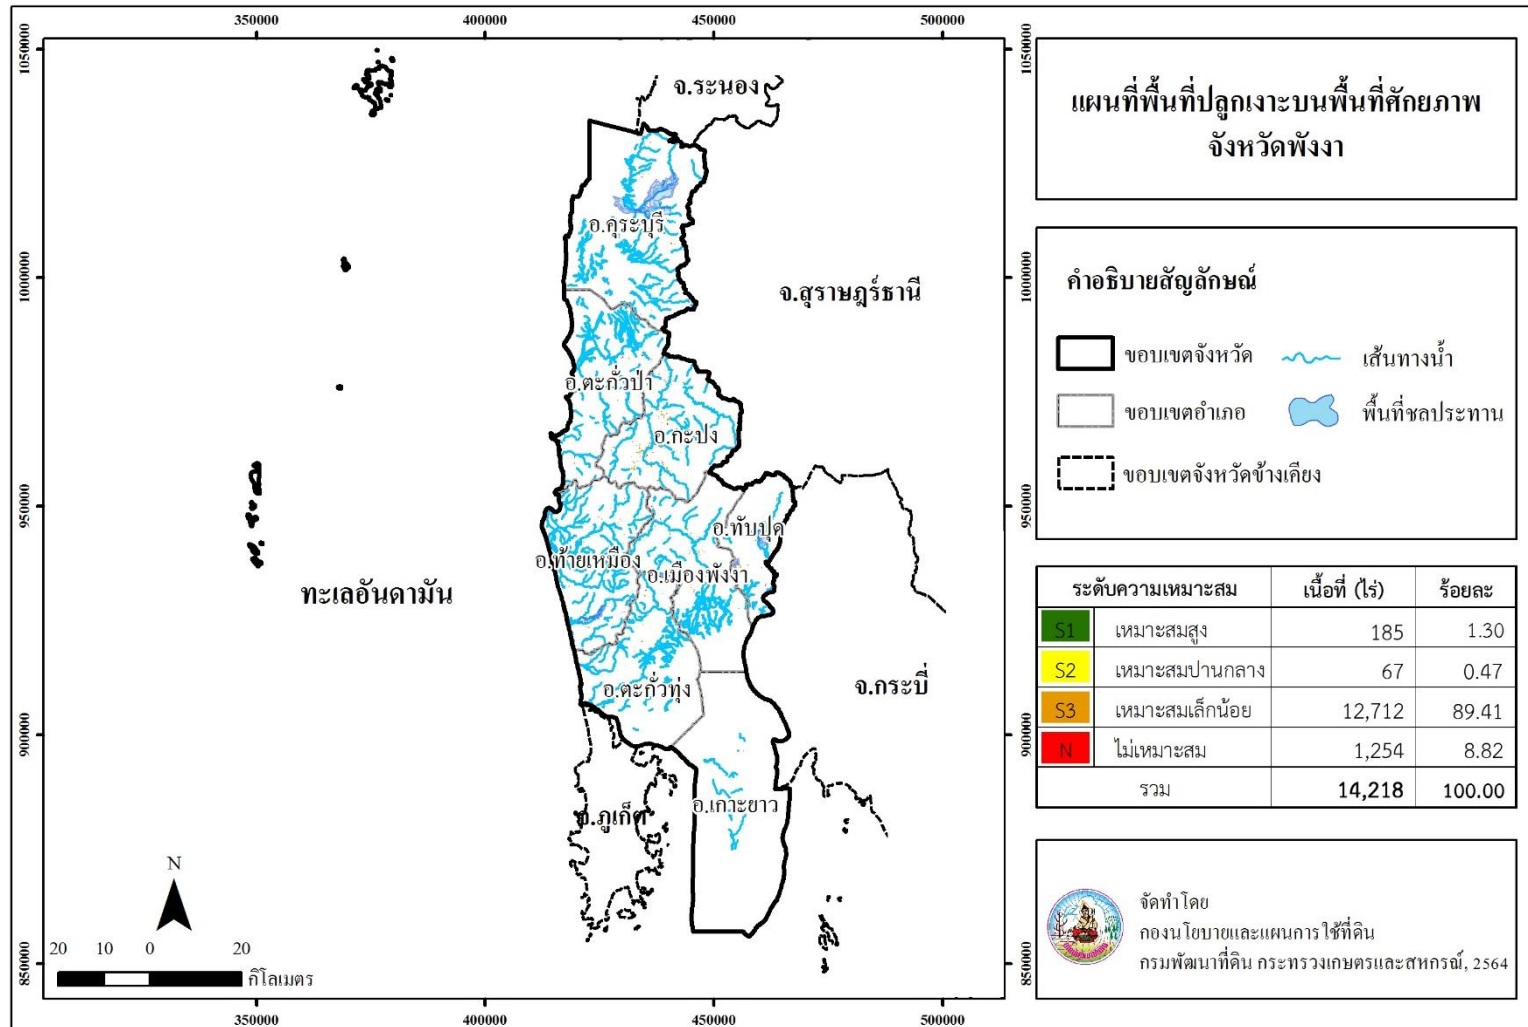 350000
400000
450000
500000
1050000
1050000
1000000
1000000
950000
950000
900000
900000
850000
850000
จ.ระนอง
อ.คุระบุรี
จ.สุราษฎร์ธานี
อ.ตะกั่วป่า
อ.กะปง
อ.ทับปุด
อ.ท้ายเหมือง
อ.เมืองพังงา
ทะเลอันดามัน
อ.ตะกั่วทุ่ง
จ.กระบี่
อ.เกาะยาว
จ.ภูเก็ต
N
20 10 0 20
กิโลเมตร
350000
400000
450000
500000
แผนที่พื้นที่ปลูกเงาะบนพื้นที่ศักยภาพ
จังหวัดพังงา
คำอธิบายสัญลักษณ์
ขอบเขตจังหวัด เส้นทางน้ำ
ขอบเขตอำเภอ พื้นที่ชลประทาน
ขอบเขตจังหวัดข้างเคียง
ระดับความเหมาะสม เนื้อที่ (ไร่) ร้อยละ
S1 เหมาะสมสูง 185 1.30
S2 เหมาะสมปานกลาง 67 0.47
S3 เหมาะสมเล็กน้อย 12,712 89.41
N ไม่เหมาะสม 1,254 8.82
รวม 14,218 100.00
จัดทำโดย
กองนโยบายและแผนการใช้ที่ดิน
กรมพัฒนาที่ดิน กระทรวงเกษตรและสหกรณ์, 2564